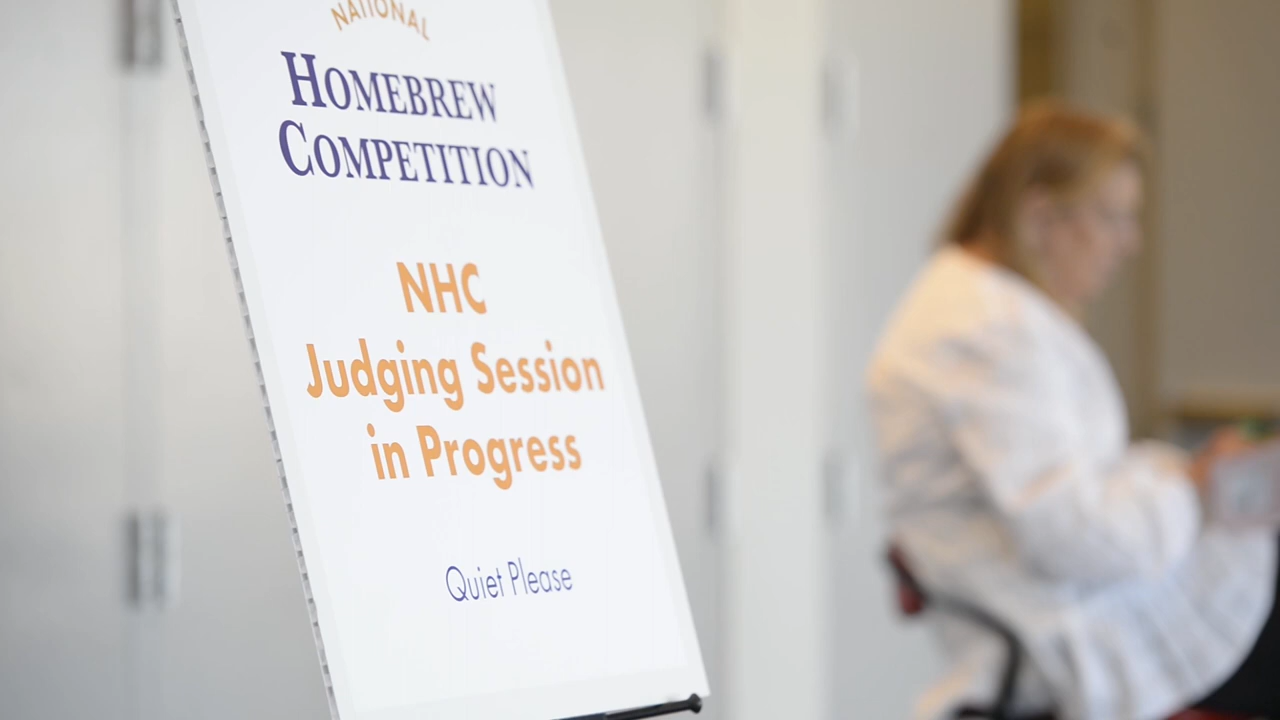 NATIONAL
HOMEBREW
COMPETITION
NHC
Judging Session
in Progress
Quiet Please